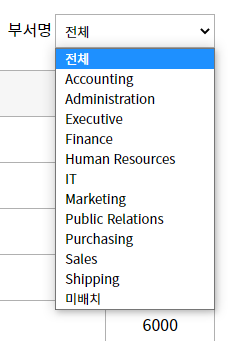 부서명 전체
전체
Accounting
Administration
Executive
Finance
Human Resources
IT
Marketing
Public Relations
Purchasing
Sales
Shipping
미배치
6000